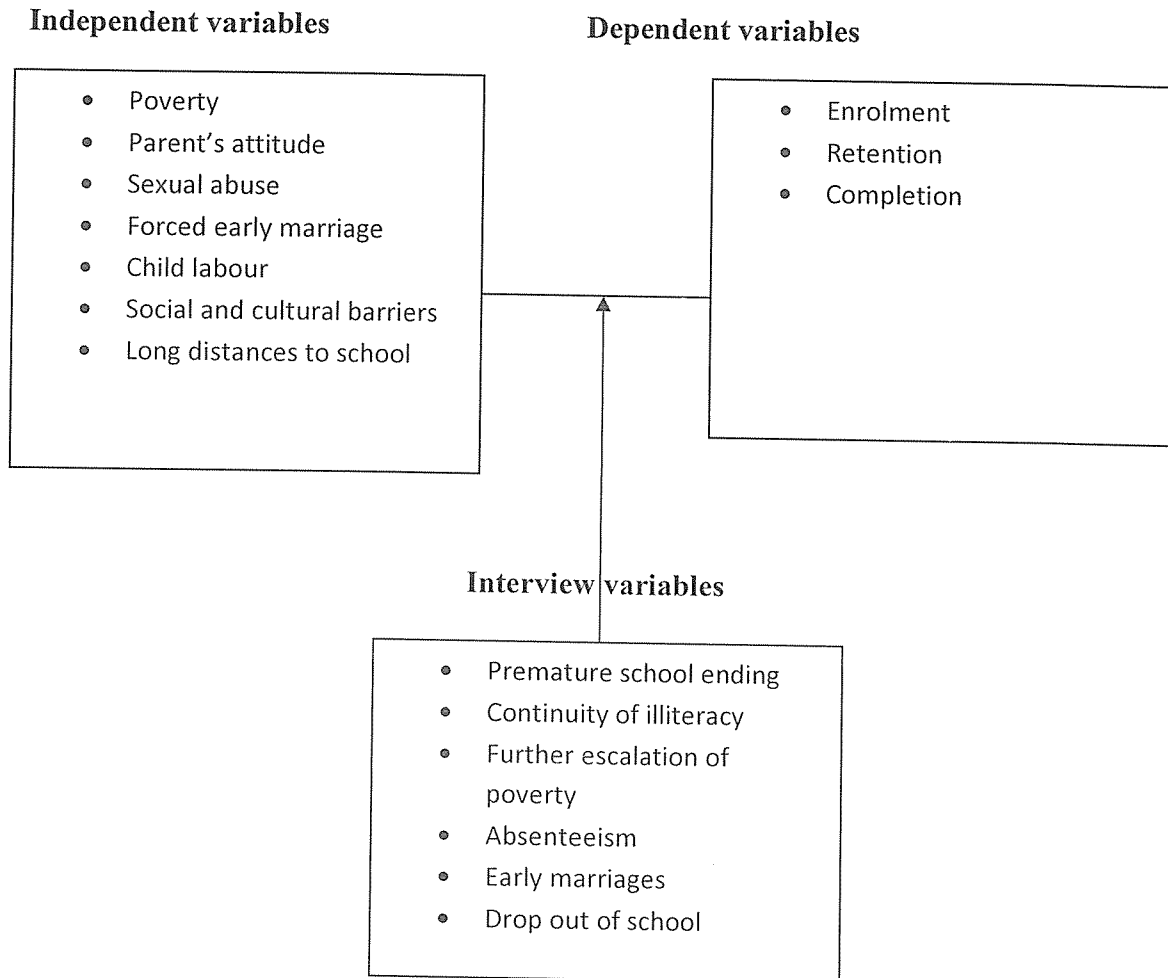 Independent variables
Dependent variables
• Poverty
• Parent's attitude
• Sexual abuse
• Forced early marriage
• Child labour
• Social and cultural barriers
• Long distances to school
• Enrolment
• Retention
• Completion
Interview variables
• Premature school ending
• Continuity of illiteracy
• Further escalation of
poverty
• Absenteeism
• Early marriages
• Drop out of school